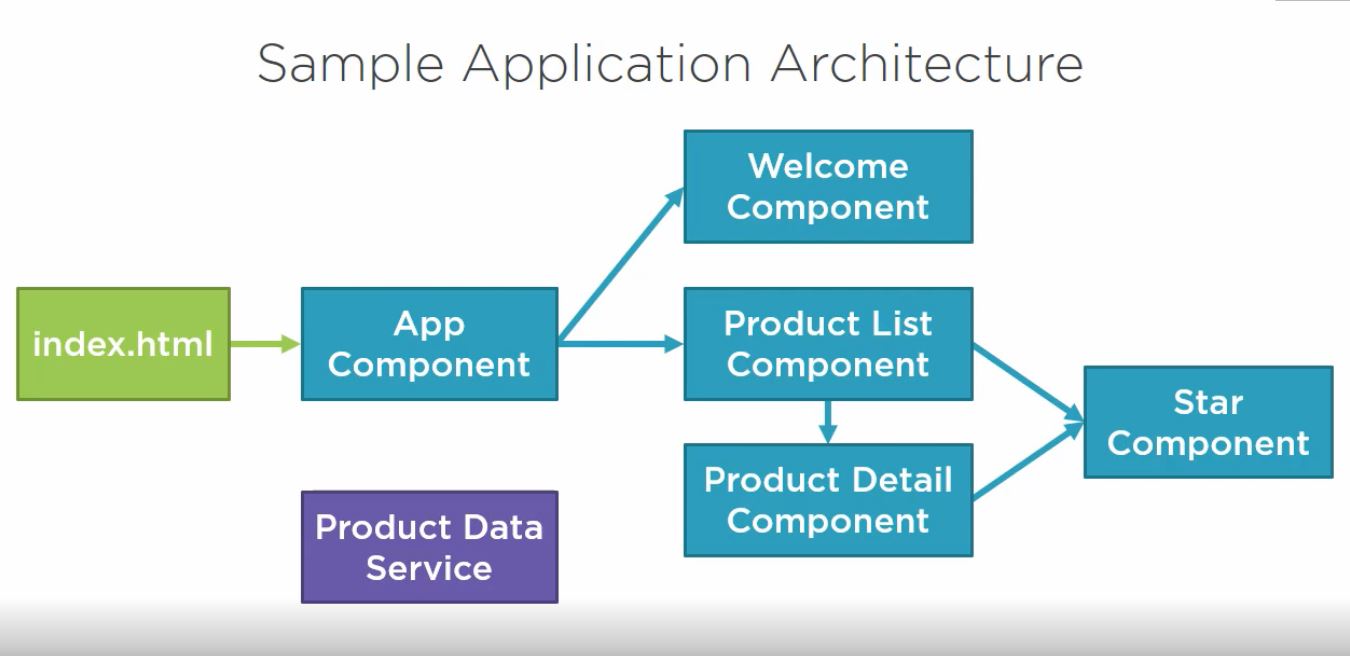 Sample Application Architecture
Welcome
Component
index.html
App
Component
Product List
Component
Star
Component
Product Detail
Component
Product Data
Service